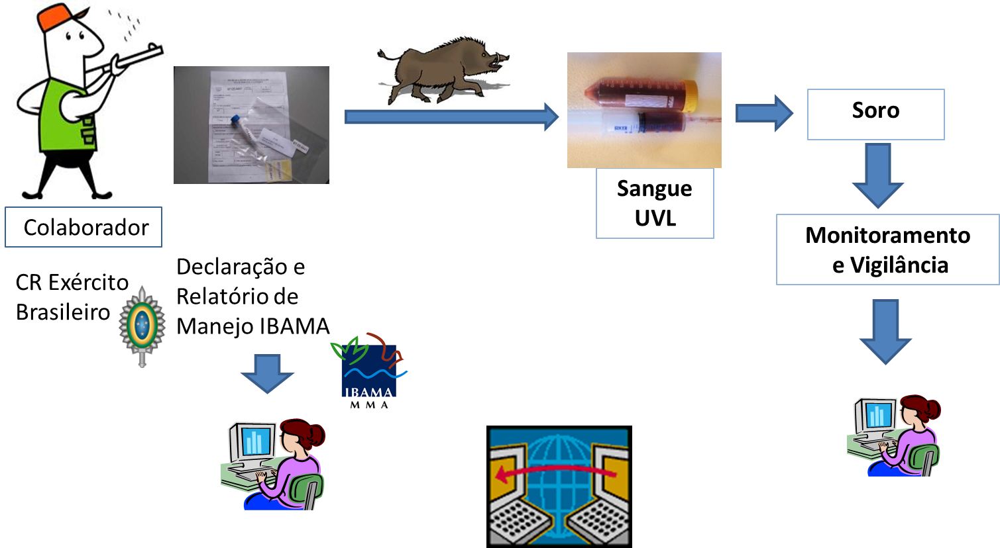 Colaborador
CR Exército
Brasileiro
Declaração e
Relatório de
Manejo IBAMA
IBAMA
MMA
Sangue
UVL
Soro
Monitoramento
e Vigilância